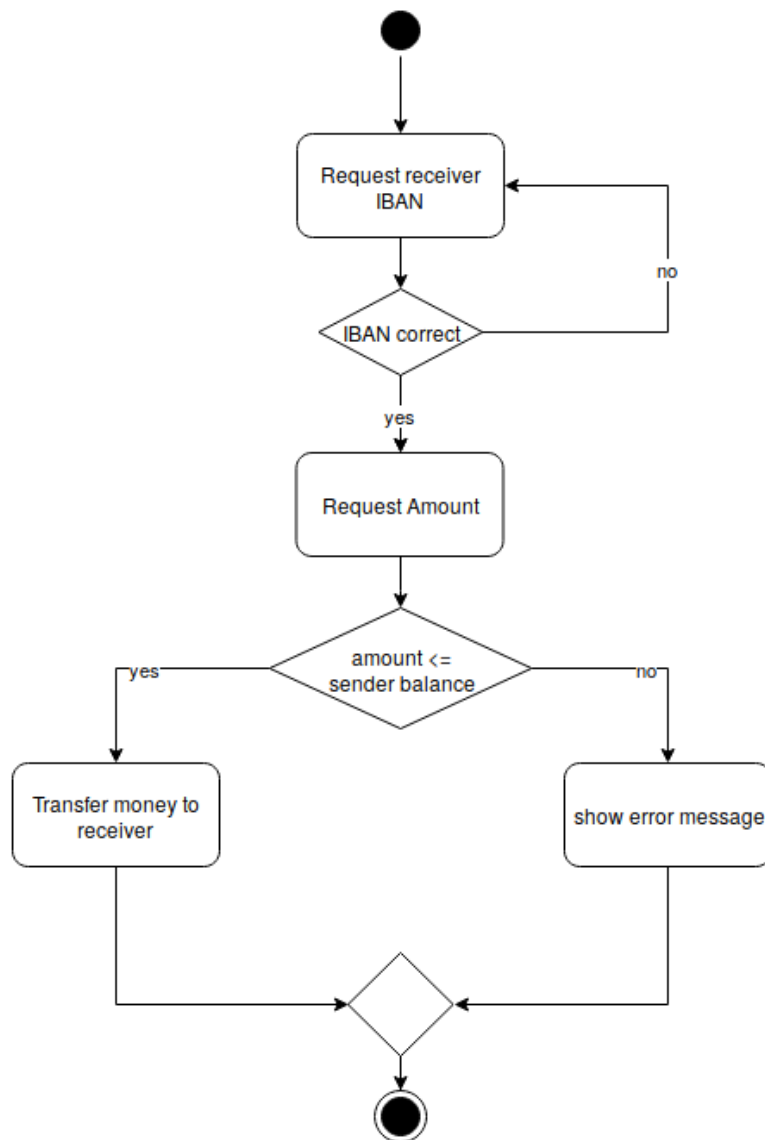 Request receiver
IBAN
no
IBAN correct
yes
Request Amount
amount <=
sender balance
yes
no
Transfer money to
receiver
show error message